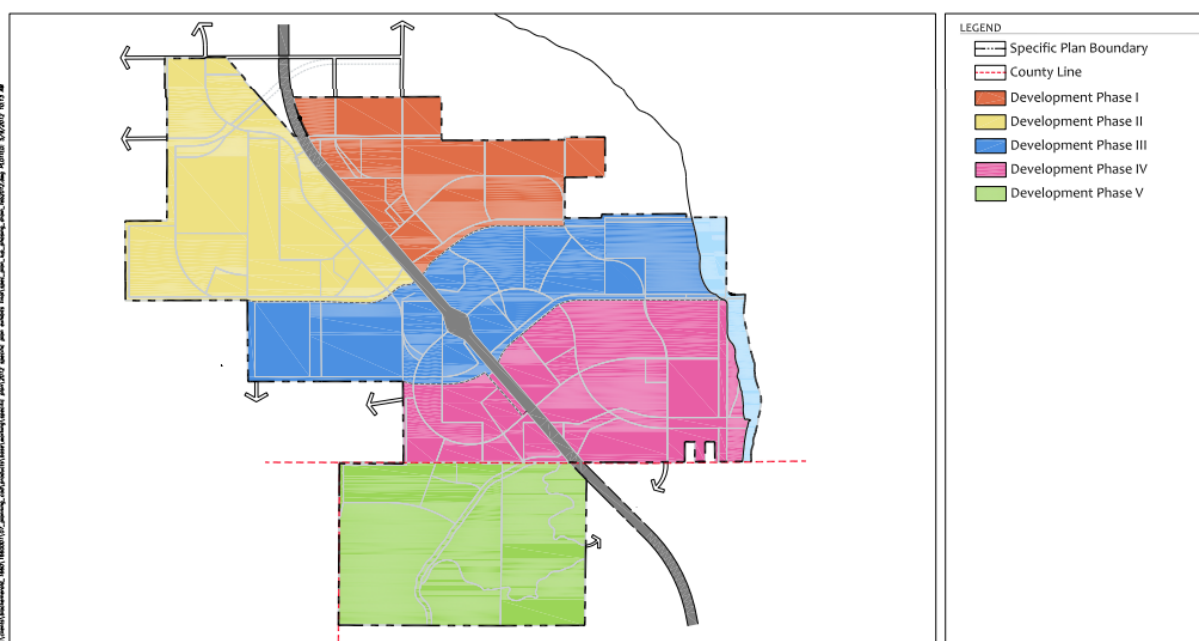 LEGEND
Specific Plan Boundary
County Line
Development Phase I
Development Phase II
Development Phase III
Development Phase IV
Development Phase V